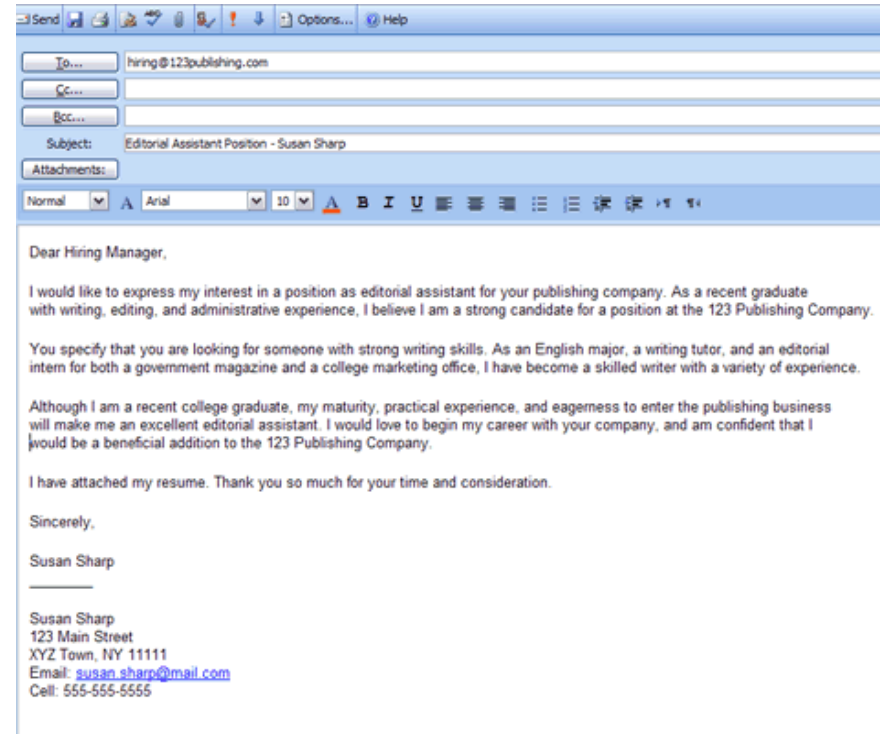 Send Options... Help
To... hiring@123publishing.com
Cc...
Bcc...
Subject: Editorial Assistant Position - Susan Sharp
Attachments:
Normal A Arial 10 A B I U
Dear Hiring Manager,
I would like to express my interest in a position as editorial assistant for your publishing company. As a recent graduate
with writing, editing, and administrative experience, I believe I am a strong candidate for a position at the 123 Publishing Company.
You specify that you are looking for someone with strong writing skills. As an English major, a writing tutor, and an editorial
intern for both a government magazine and a college marketing office, I have become a skilled writer with a variety of experience.
Although I am a recent college graduate, my maturity, practical experience, and eagerness to enter the publishing business
will make me an excellent editorial assistant. I would love to begin my career with your company, and am confident that I
would be a beneficial addition to the 123 Publishing Company.
I have attached my resume. Thank you so much for your time and consideration.
Sincerely,
Susan Sharp
Susan Sharp
123 Main Street
XYZ Town, NY 11111
Email: susan.sharp@mail.com
Cell: 555-555-5555